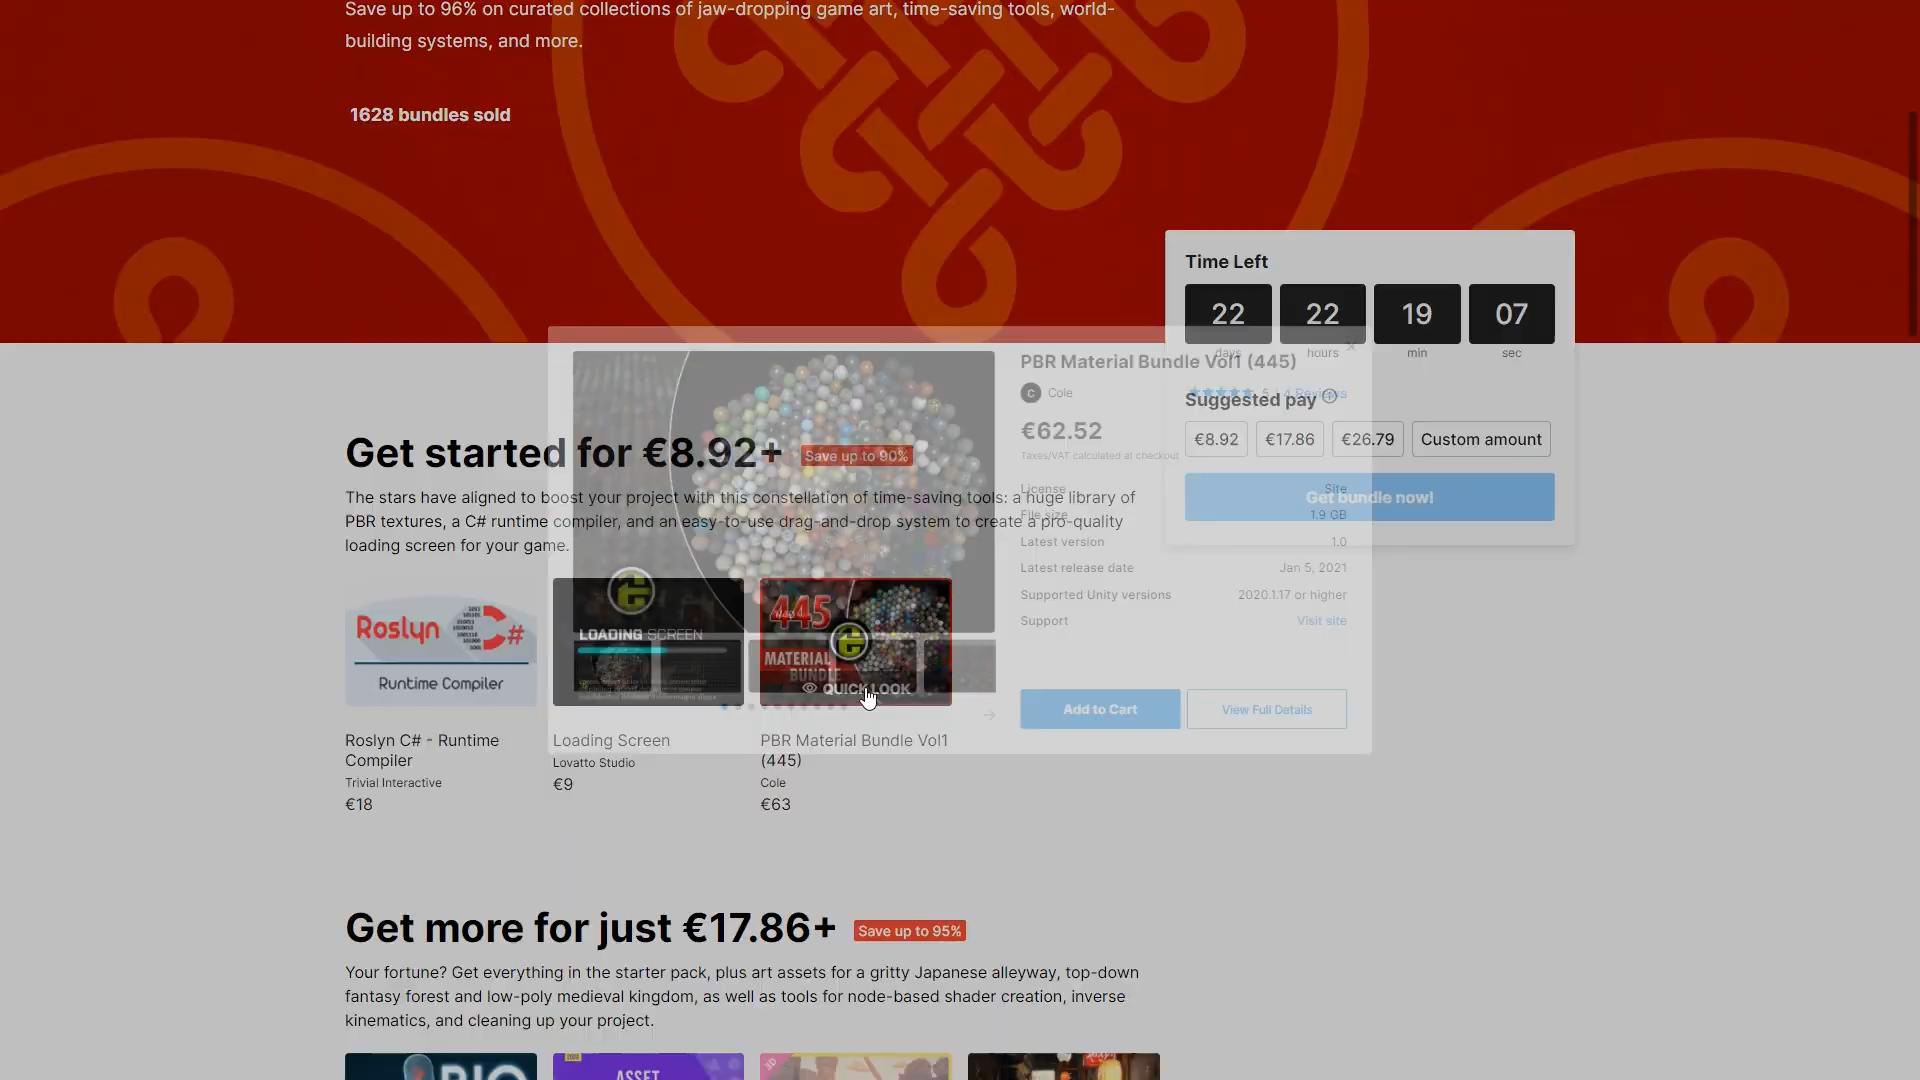 Save up to 96% on curated collections of jaw-dropping game art, time-saving tools, world-
building systems, and more.
1628 bundles sold
Time Left
22
22
19
07
days
hours
min
sec
Suggested pay
€8.92
€17.86
€26.79
Custom amount
Get bundle now!
PBR Material Bundle Vol1 (445)
C
Cole
5
4 Reviews
€62.52
Taxes/VAT calculated at checkout
License
Site
File size
1.9 GB
Latest version
1.0
Latest release date
Jan 5, 2021
Supported Unity versions
2020.1.17 or higher
Support
Visit site
Add to Cart
View Full Details
Get started for €8.92+
Save up to 90%
The stars have aligned to boost your project with this constellation of time-saving tools: a huge library of
PBR textures, a C# runtime compiler, and an easy-to-use drag-and-drop system to create a pro-quality
loading screen for your game.
Roslyn C#
Runtime Compiler
LOADING SCREEN
445
MATERIAL
BUNDLE
QUICK LOOK
Roslyn C# - Runtime
Compiler
Trivial Interactive
€18
Loading Screen
Lovatto Studio
€9
PBR Material Bundle Vol1
(445)
Cole
€63
Get more for just €17.86+
Save up to 95%
Your fortune? Get everything in the starter pack, plus art assets for a gritty Japanese alleyway, top-down
fantasy forest and low-poly medieval kingdom, as well as tools for node-based shader creation, inverse
kinematics, and cleaning up your project.
BIO
ASSET
3D